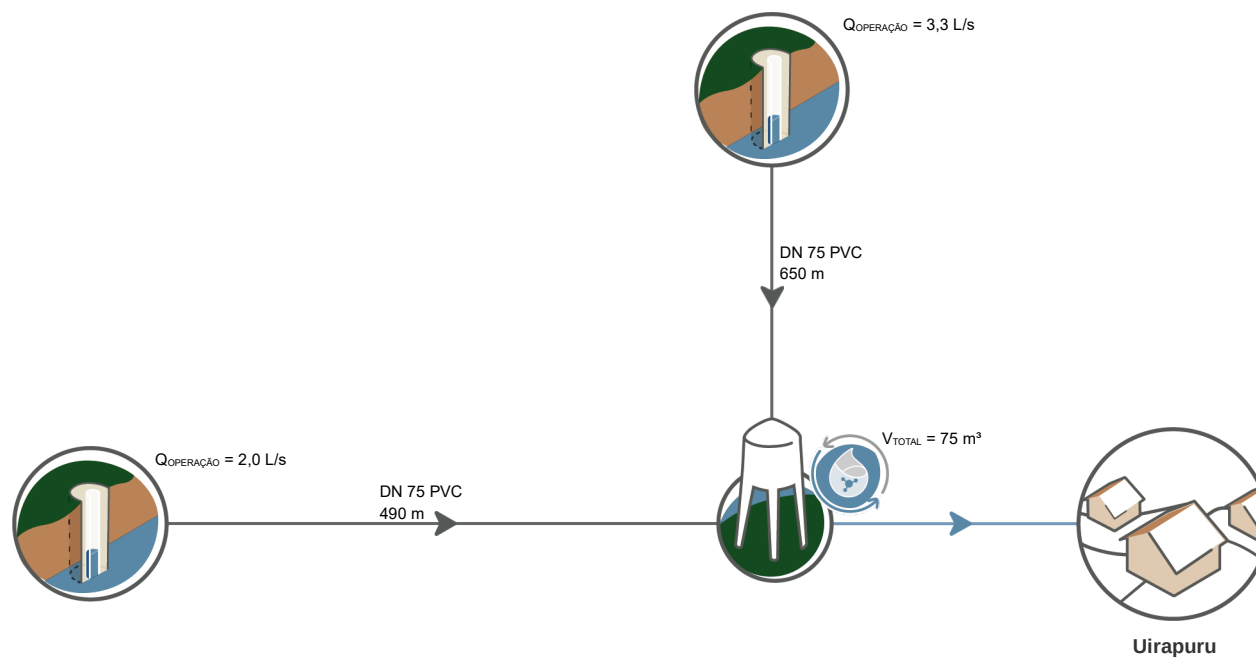 QOPERAÇÃO = 3,3 L/s
DN 75 PVC
650 m
VTOTAL = 75 m³
QOPERAÇÃO = 2,0 L/s
DN 75 PVC
490 m
Uirapuru